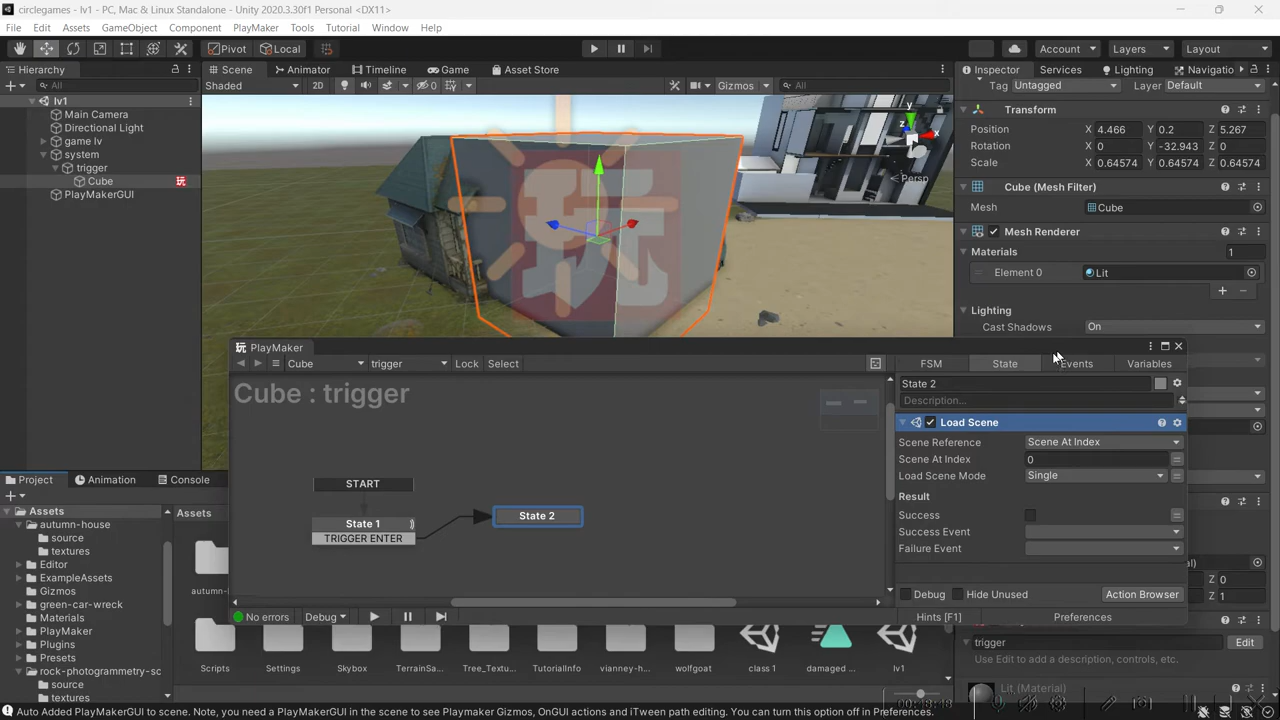 circlegames - lv1 - PC, Mac & Linux Standalone - Unity 2020.3.30f1 Personal <DX11>
File Edit Assets GameObject Component PlayMaker Tools Tutorial Window Help
Pivot Local Account Layers Layout
Hierarchy Scene Animator Timeline Game Asset Store Inspector Services Lighting Navigatio
All Shaded 2D 0 Gizmos All Tag Untagged Layer Default
lv1
Main Camera
Directional Light
game lv
system
trigger
Cube
PlayMakerGUI
玩
y
x
z
Persp
Transform
Position X 4.466 Y 0.2 Z 5.267
Rotation X 0 Y -32.943 Z 0
Scale X 0.64574 Y 0.64574 Z 0.64574
Cube (Mesh Filter)
Mesh Cube
Mesh Renderer
Materials 1
Element 0 Lit
Lighting
Cast Shadows On
PlayMaker
Cube trigger Lock Select FSM State Events Variables
Cube : trigger
START
State 1
TRIGGER ENTER
State 2
State 2
Description...
Load Scene
Scene Reference Scene At Index
Scene At Index 0
Load Scene Mode Single
Result
Success
Success Event
Failure Event
Debug Hide Unused Action Browser
No errors Debug Hints [F1] Preferences
Z 0
Z 1
trigger Edit
Use Edit to add a description, controls, etc.
Lit (Material)
Project Animation Console
Assets
autumn-house
source
textures
Editor
ExampleAssets
Gizmos
green-car-wreck
Materials
PlayMaker
Plugins
Presets
rock-photogrammetry-sc
source
textures
Assets
autumn-
Scripts Settings Skybox TerrainSa... Tree_Textu... TutorialInfo vianney-h... wolfgoat class 1 damaged ... lv1
Auto Added PlayMakerGUI to scene. Note, you need a PlayMakerGUI in the scene to see PlayMaker Gizmos, OnGUI actions and iTween path editing. You can turn this option off in Preferences.